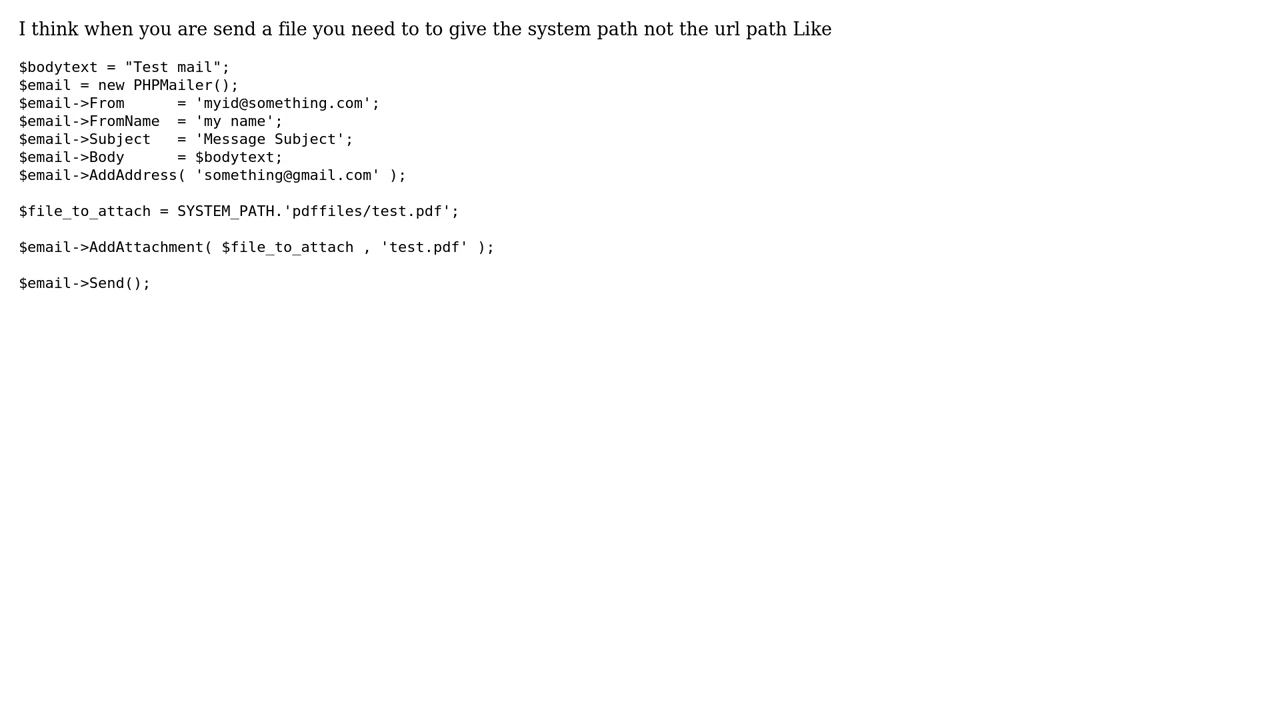 I think when you are send a file you need to to give the system path not the url path Like
$bodytext = "Test mail";
$email = new PHPMailer();
$email->From      = 'myid@something.com';
$email->FromName  = 'my name';
$email->Subject   = 'Message Subject';
$email->Body      = $bodytext;
$email->AddAddress( 'something@gmail.com' );
$file_to_attach = SYSTEM_PATH.'pdffiles/test.pdf';
$email->AddAttachment( $file_to_attach , 'test.pdf' );
$email->Send();